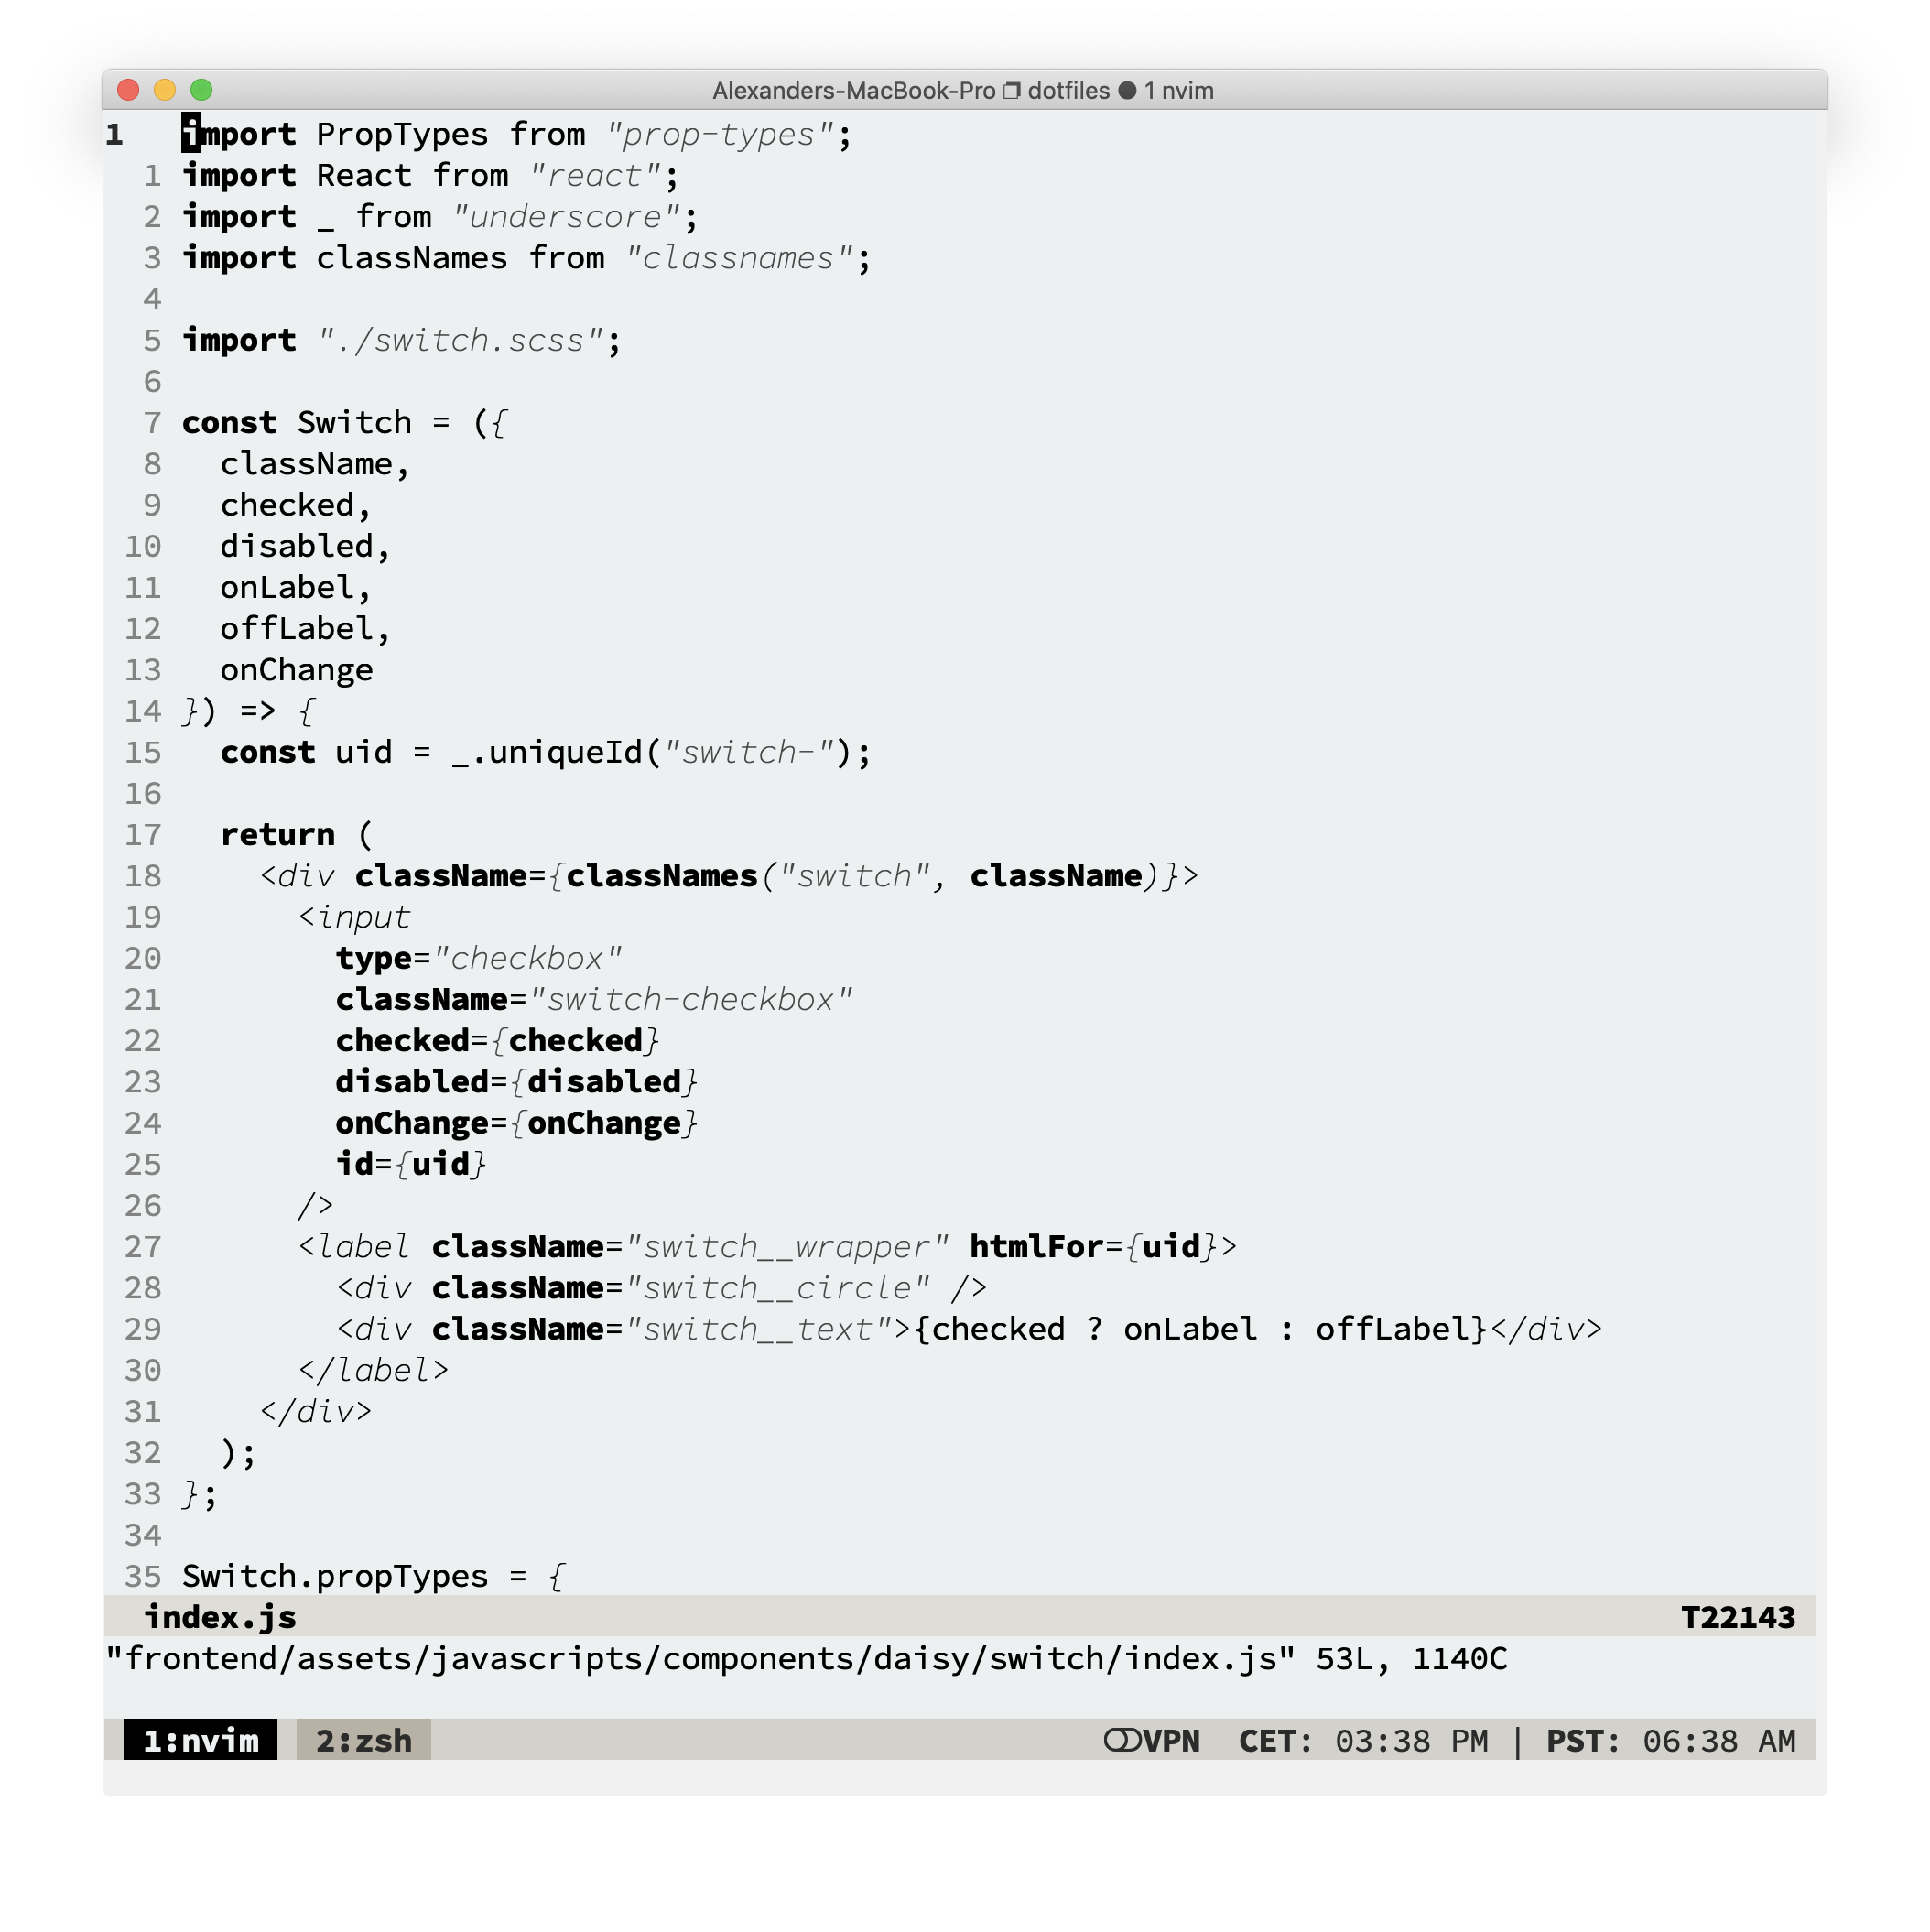 Alexanders-MacBook-Pro ❐ dotfiles ● 1 nvim
1   import PropTypes from "prop-types";
  1 import React from "react";
  2 import _ from "underscore";
  3 import classNames from "classnames";
  4
  5 import "./switch.scss";
  6
  7 const Switch = ({
  8   className,
  9   checked,
 10   disabled,
 11   onLabel,
 12   offLabel,
 13   onChange
 14 }) => {
 15   const uid = _.uniqueId("switch-");
 16
 17   return (
 18     <div className={classNames("switch", className)}>
 19       <input
 20         type="checkbox"
 21         className="switch-checkbox"
 22         checked={checked}
 23         disabled={disabled}
 24         onChange={onChange}
 25         id={uid}
 26       />
 27       <label className="switch__wrapper" htmlFor={uid}>
 28         <div className="switch__circle" />
 29         <div className="switch__text">{checked ? onLabel : offLabel}</div>
 30       </label>
 31     </div>
 32   );
 33 };
 34
 35 Switch.propTypes = {
index.js T22143
"frontend/assets/javascripts/components/daisy/switch/index.js" 53L, 1140C
1:nvim 2:zsh VPN CET: 03:38 PM | PST: 06:38 AM